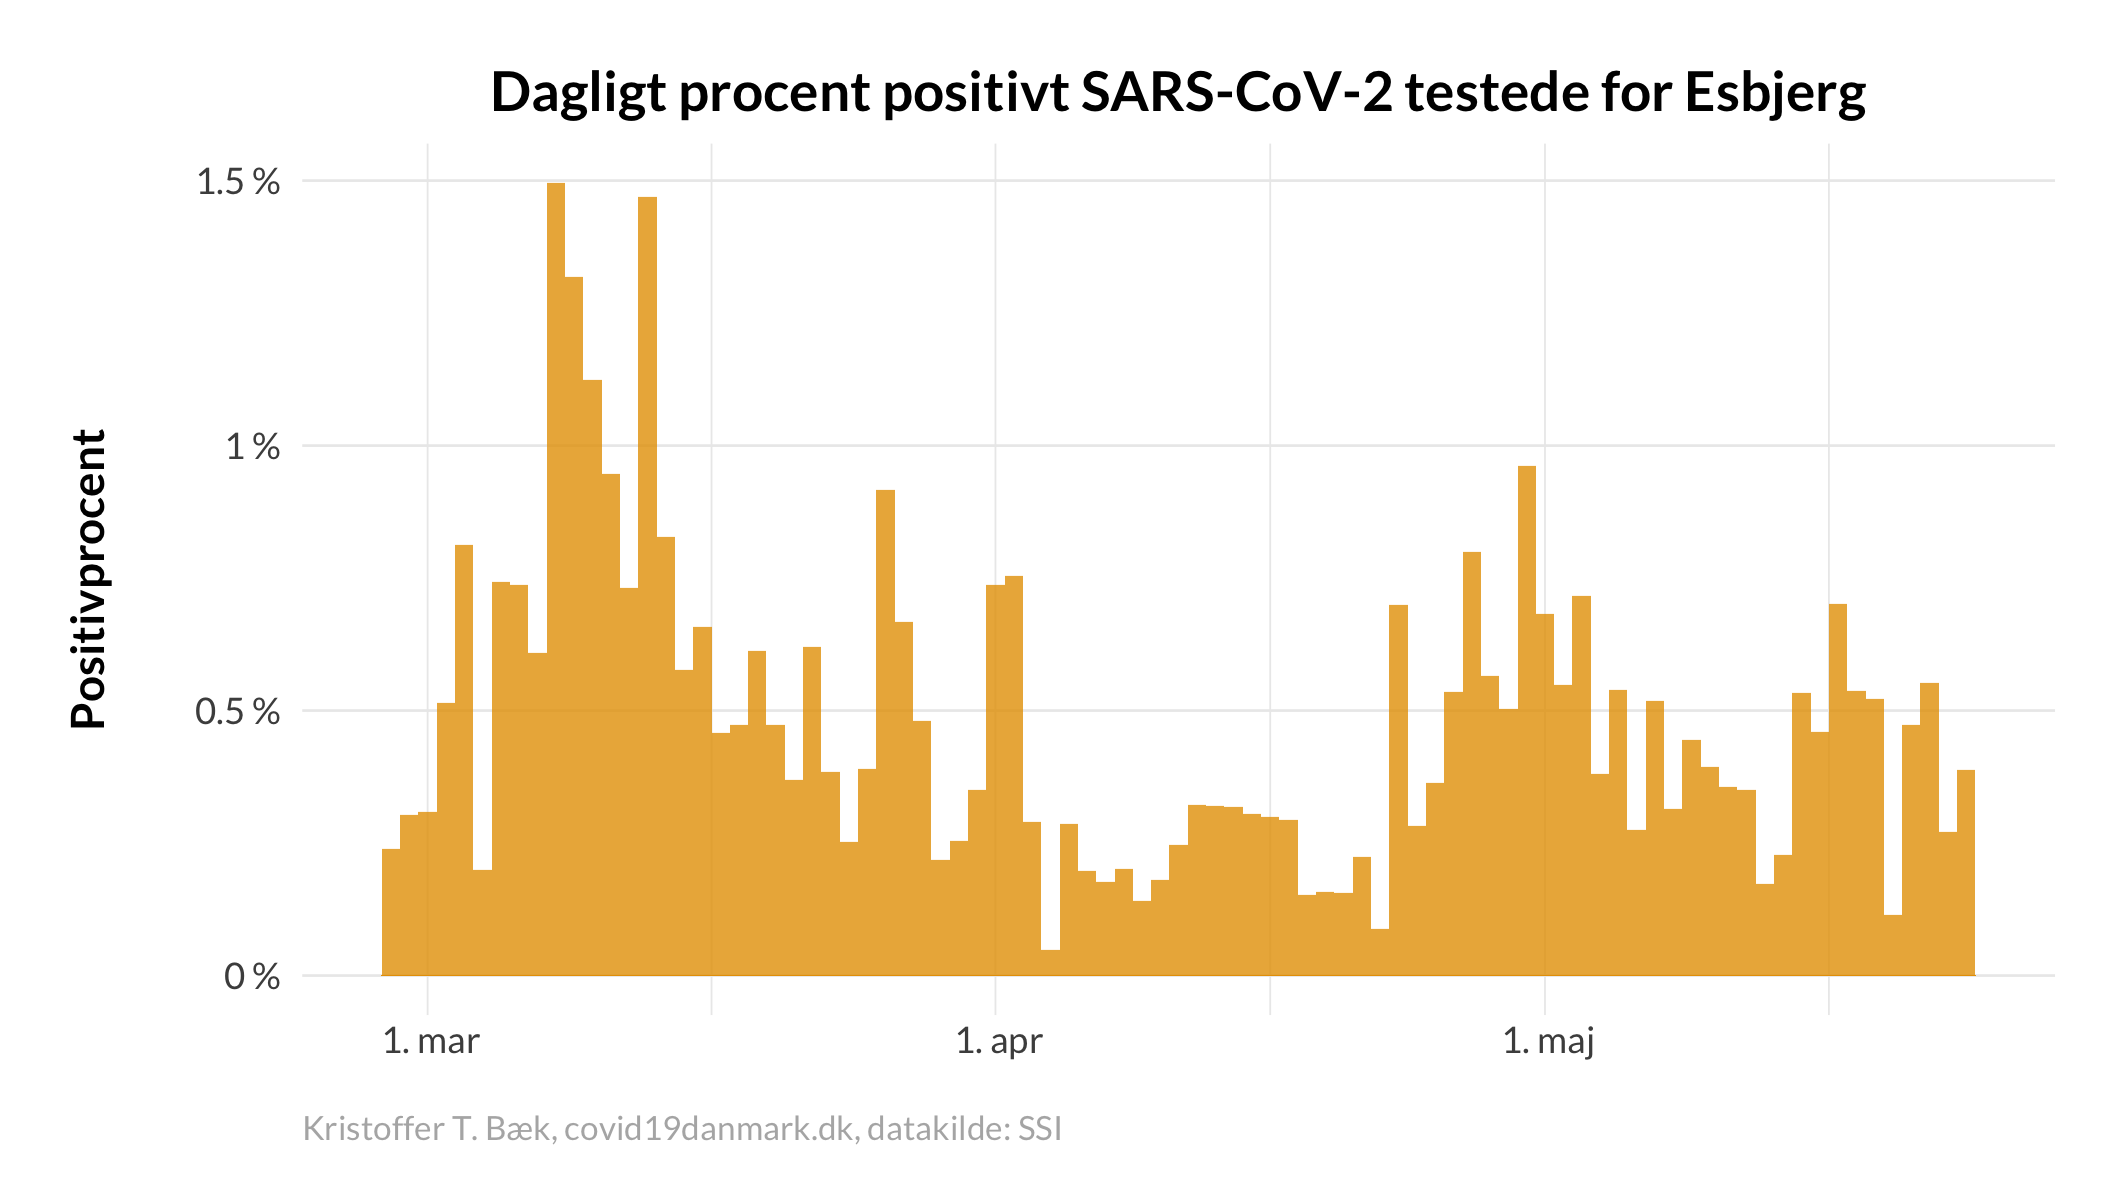 Dagligt procent positivt SARS-CoV-2 testede for Esbjerg
Positivprocent
1.5 %
1 %
0.5 %
0 %
1. mar
1. apr
1. maj
Kristoffer T. Bæk, covid19danmark.dk, datakilde: SSI